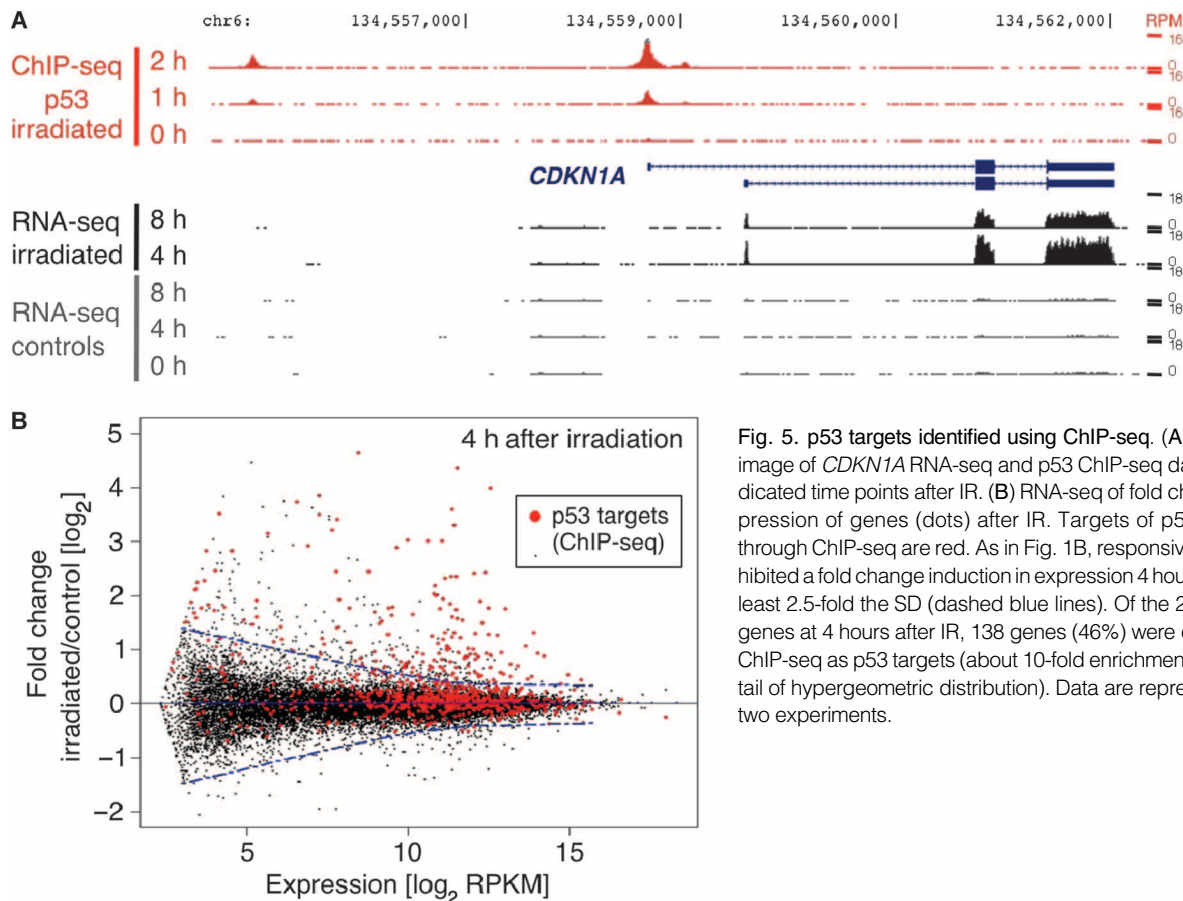 A
chr6: 134,557,000| 134,559,000| 134,560,000| 134,562,000| RPM
ChIP-seq
p53
irradiated
2 h
1 h
0 h
16
0
16
0
16
0
CDKN1A
RNA-seq
irradiated
8 h
4 h
18
0
18
0
RNA-seq
controls
8 h
4 h
0 h
18
0
18
0
18
0
B
4 h after irradiation
p53 targets
(ChIP-seq)
Fold change
irradiated/control [log2]
5
4
3
2
1
0
−1
−2
5 10 15
Expression [log2 RPKM]
Fig. 5. p53 targets identified using ChIP-seq. (A
image of CDKN1A RNA-seq and p53 ChIP-seq da
dicated time points after IR. (B) RNA-seq of fold ch
pression of genes (dots) after IR. Targets of p5
through ChIP-seq are red. As in Fig. 1B, responsiv
hibited a fold change induction in expression 4 hou
least 2.5-fold the SD (dashed blue lines). Of the 2
genes at 4 hours after IR, 138 genes (46%) were
ChIP-seq as p53 targets (about 10-fold enrichmen
tail of hypergeometric distribution). Data are repre
two experiments.